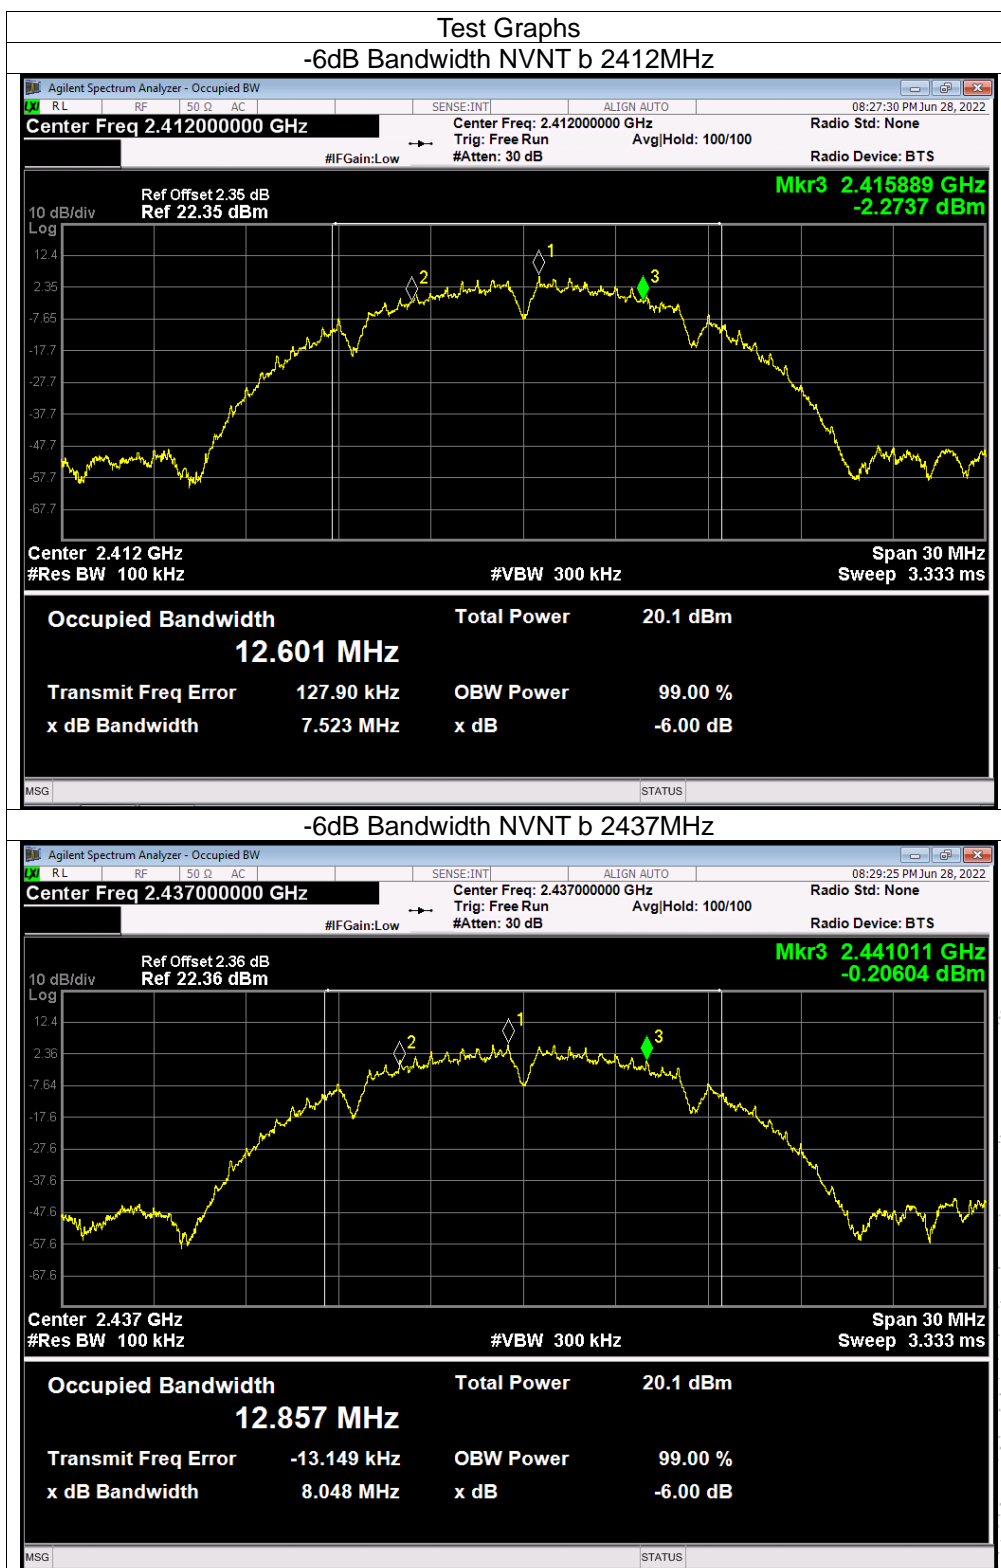 Test Graphs
-6dB Bandwidth NVNT b 2412MHz
Agilent Spectrum Analyzer - Occupied BW
LXI RL RF 50 Ω AC SENSE:INT ALIGN AUTO 08:27:30 PM Jun 28, 2022
Center Freq 2.412000000 GHz Center Freq: 2.412000000 GHz Radio Std: None
Trig: Free Run Avg|Hold: 100/100
#IFGain:Low #Atten: 30 dB Radio Device: BTS
Mkr3 2.415889 GHz
-2.2737 dBm
Ref Offset 2.35 dB
10 dB/div Ref 22.35 dBm
Log
12.4
2.35
-7.65
-17.7
-27.7
-37.7
-47.7
-57.7
-67.7
1
2
3
Center 2.412 GHz Span 30 MHz
#Res BW 100 kHz #VBW 300 kHz Sweep 3.333 ms
Occupied Bandwidth Total Power 20.1 dBm
12.601 MHz
Transmit Freq Error 127.90 kHz OBW Power 99.00 %
x dB Bandwidth 7.523 MHz x dB -6.00 dB
MSG STATUS
-6dB Bandwidth NVNT b 2437MHz
Agilent Spectrum Analyzer - Occupied BW
LXI RL RF 50 Ω AC SENSE:INT ALIGN AUTO 08:29:25 PM Jun 28, 2022
Center Freq 2.437000000 GHz Center Freq: 2.437000000 GHz Radio Std: None
Trig: Free Run Avg|Hold: 100/100
#IFGain:Low #Atten: 30 dB Radio Device: BTS
Mkr3 2.441011 GHz
-0.20604 dBm
Ref Offset 2.36 dB
10 dB/div Ref 22.36 dBm
Log
12.4
2.36
-7.64
-17.6
-27.6
-37.6
-47.6
-57.6
-67.6
1
2
3
Center 2.437 GHz Span 30 MHz
#Res BW 100 kHz #VBW 300 kHz Sweep 3.333 ms
Occupied Bandwidth Total Power 20.1 dBm
12.857 MHz
Transmit Freq Error -13.149 kHz OBW Power 99.00 %
x dB Bandwidth 8.048 MHz x dB -6.00 dB
MSG STATUS